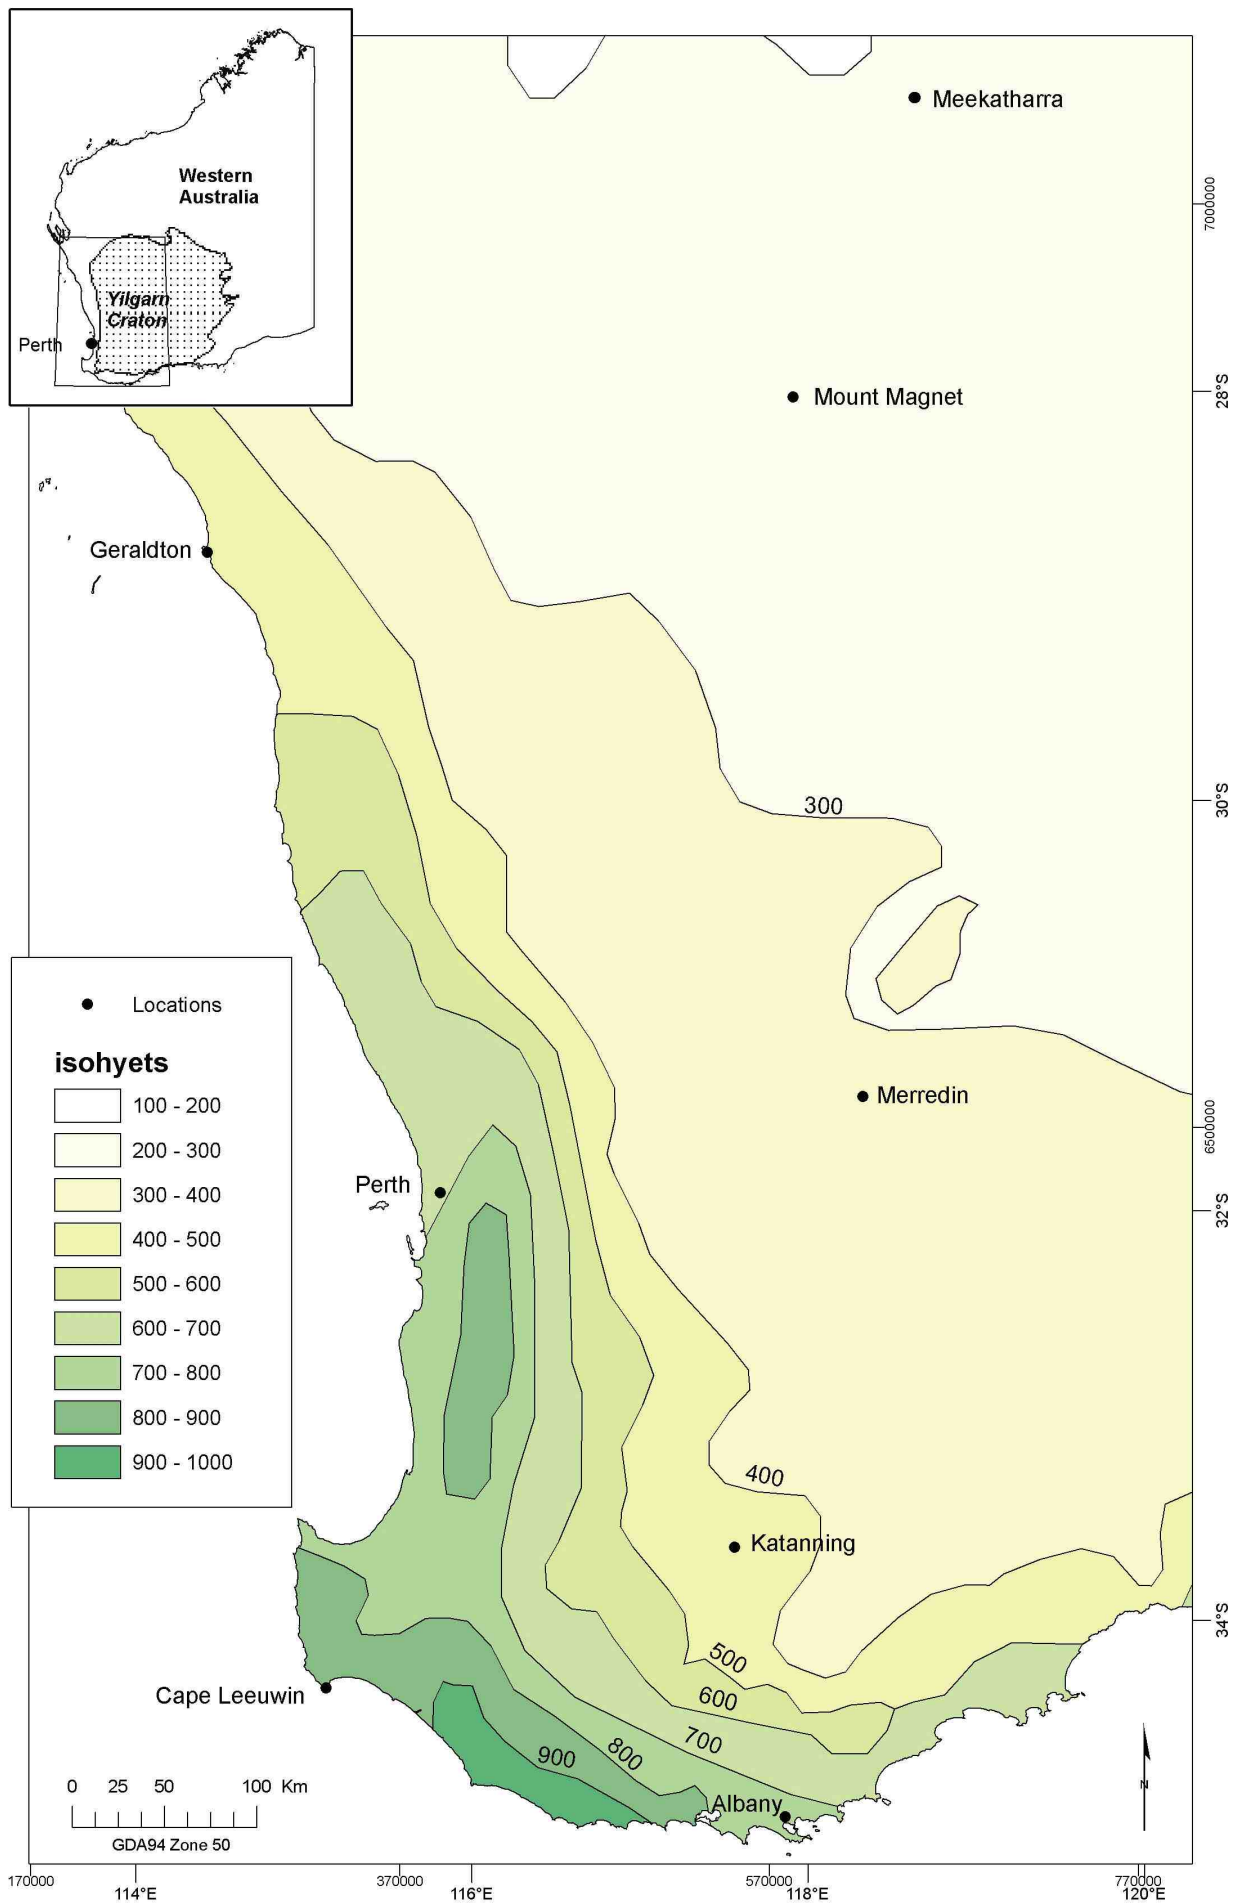 Western
Australia
Yilgarn
Craton
Perth
Meekatharra
7000000
28°S
Mount Magnet
Geraldton
300
30°S
Locations
isohyets
100 - 200
200 - 300
300 - 400
400 - 500
500 - 600
600 - 700
700 - 800
800 - 900
900 - 1000
Merredin
6500000
Perth
32°S
400
Katanning
34°S
500
600
700
800
900
Cape Leeuwin
Albany
0 25 50 100 Km
GDA94 Zone 50
N
170000 370000 570000 770000
114°E 116°E 118°E 120°E